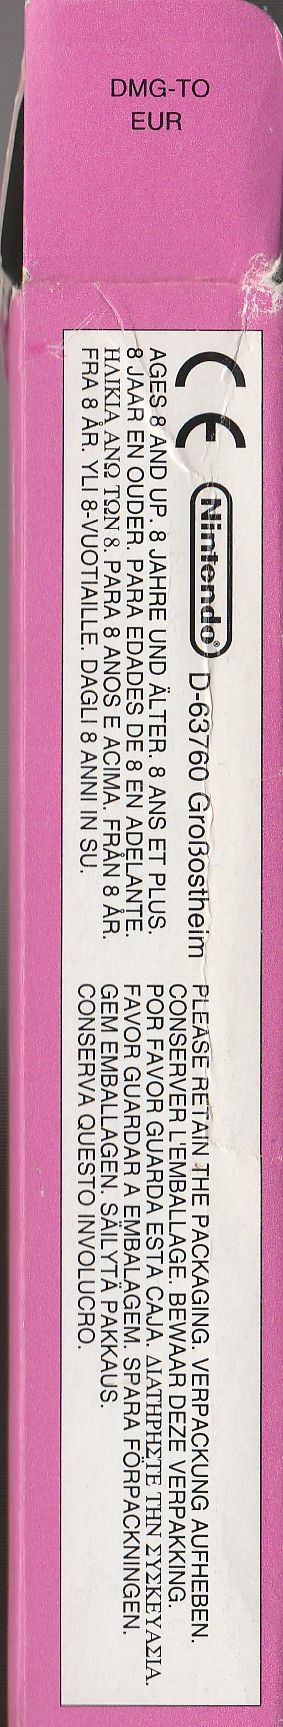 DMG-TO
EUR
CE Nintendo® D-63760 Großostheim
AGES 8 AND UP. 8 JAHRE UND ÄLTER. 8 ANS ET PLUS.
8 JAAR EN OUDER. PARA EDADES DE 8 EN ADELANTE.
ΗΛΙΚΙΑ ΑΝΩ ΤΩΝ 8. PARA 8 ANOS E ACIMA. FRÅN 8 ÅR.
FRA 8 ÅR. YLI 8-VUOTIAILLE. DAGLI 8 ANNI IN SU.
PLEASE RETAIN THE PACKAGING. VERPACKUNG AUFHEBEN.
CONSERVER L'EMBALLAGE. BEWAAR DEZE VERPAKKING.
POR FAVOR GUARDA ESTA CAJA. ΔΙΑΤΗΡΗΣΤΕ ΤΗΝ ΣΥΣΚΕΥΑΣΙΑ.
FAVOR GUARDAR A EMBALAGEM. SPARA FÖRPACKNINGEN.
GEM EMBALLAGEN. SÄILYTÄ PAKKAUS.
CONSERVA QUESTO INVOLUCRO.